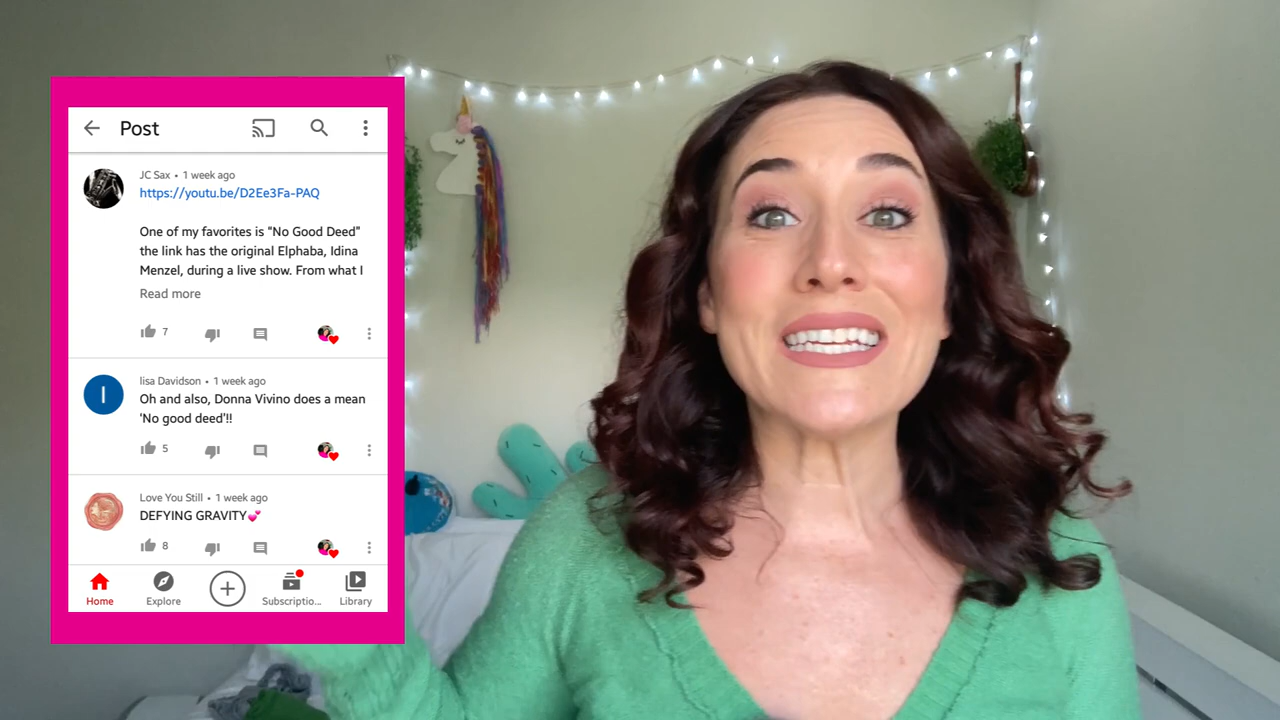 Post
JC Sax • 1 week ago
https://youtu.be/D2Ee3Fa-PAQ
One of my favorites is "No Good Deed"
the link has the original Elphaba, Idina
Menzel, during a live show. From what I
Read more
7
I
lisa Davidson • 1 week ago
Oh and also, Donna Vivino does a mean
'No good deed'!!
5
Love You Still • 1 week ago
DEFYING GRAVITY💕
8
Home
Explore
Subscriptio...
Library